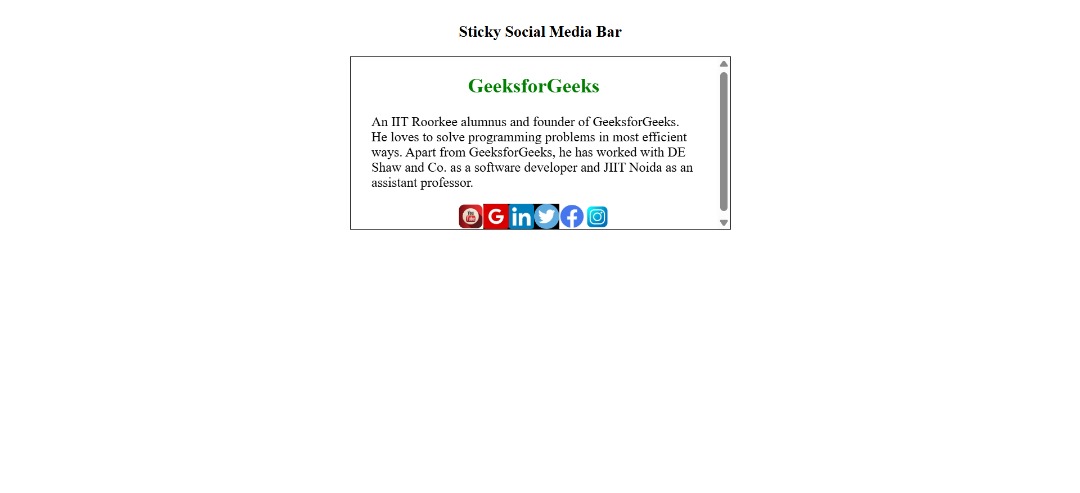 Sticky Social Media Bar
GeeksforGeeks
An IIT Roorkee alumnus and founder of GeeksforGeeks.
He loves to solve programming problems in most efficient
ways. Apart from GeeksforGeeks, he has worked with DE
Shaw and Co. as a software developer and JIIT Noida as an
assistant professor.
G in f